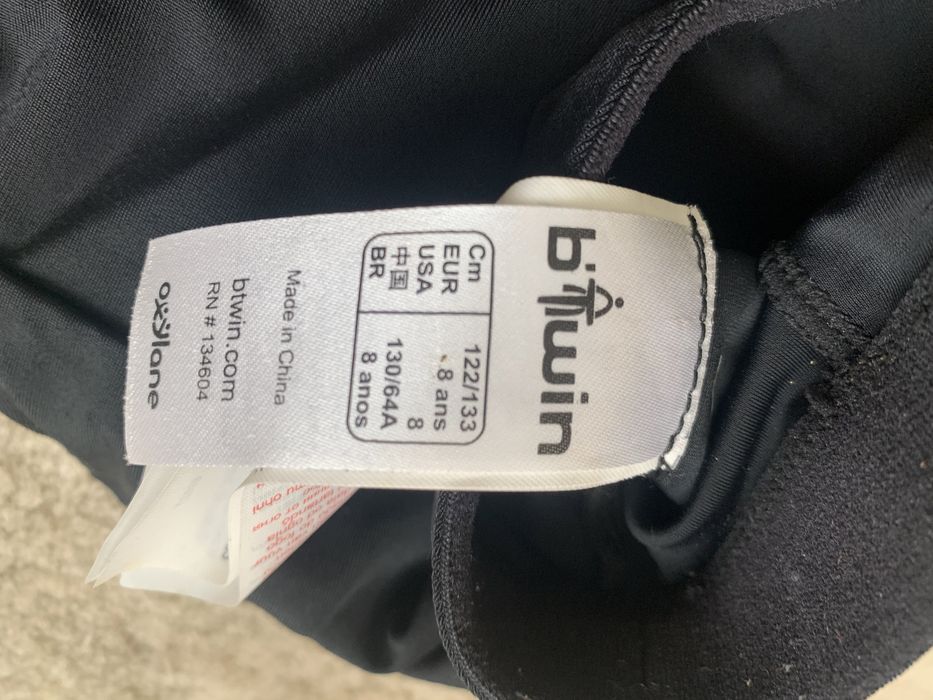 b'twin
Cm 122/133
EUR 8 ans
USA 8
中国 130/64A
BR 8 anos
Made in China
btwin.com
RN # 134604
oxylane